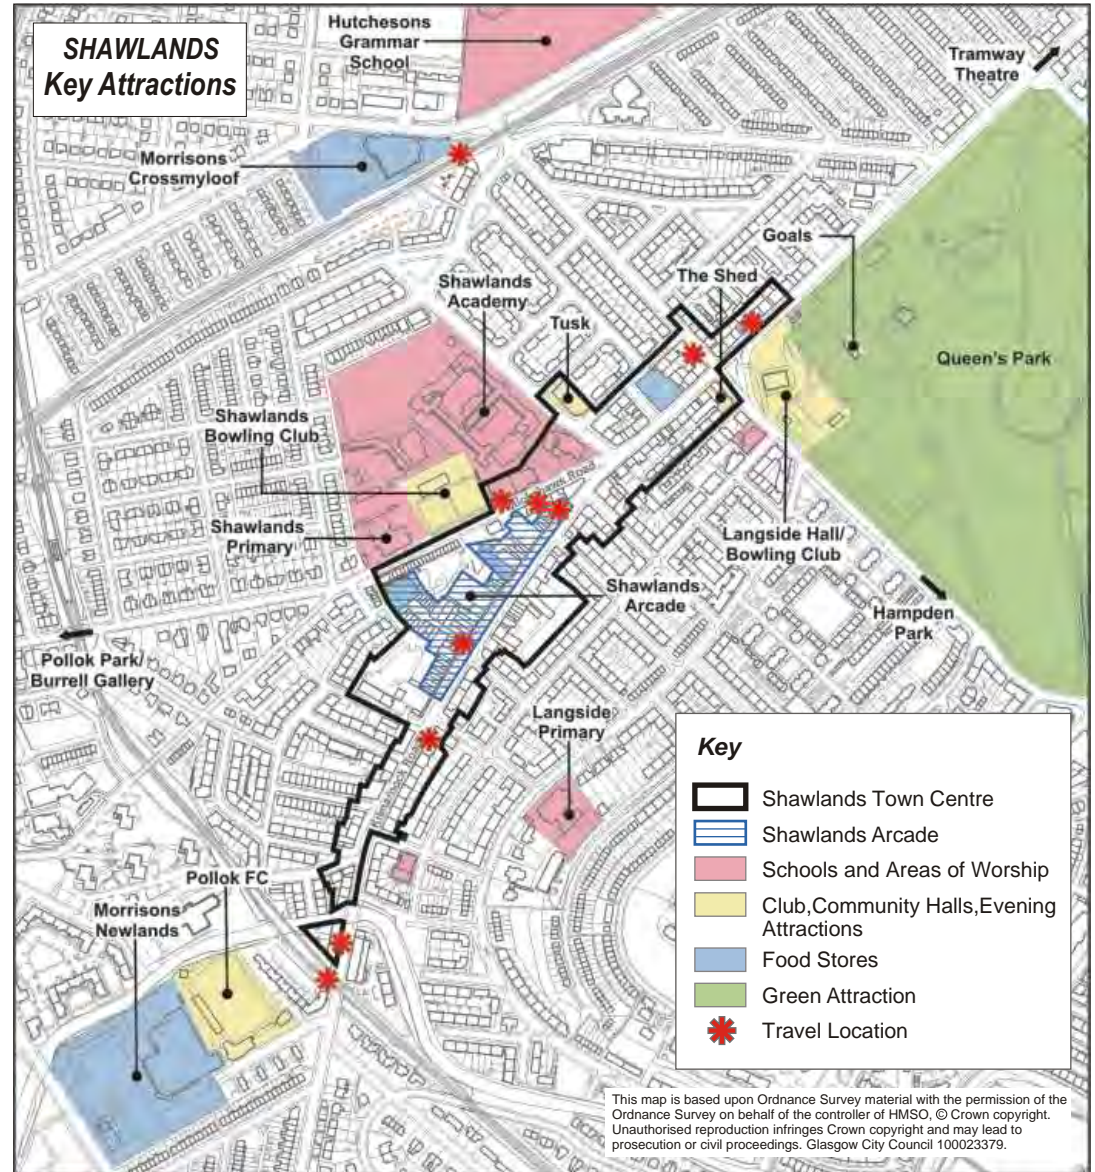 SHAWLANDS
Key Attractions
Hutchesons
Grammar
School
Tramway
Theatre
Morrisons
Crossmyloof
Goals
The Shed
Shawlands
Academy
Tusk
Queen's Park
Shawlands
Bowling Club
Road
Shawlands
Primary
Langside Hall/
Bowling Club
Shawlands
Arcade
Hampden
Park
Pollok Park/
Burrell Gallery
Langside
Primary
Pollok FC
Morrisons
Newlands
Key
Shawlands Town Centre
Shawlands Arcade
Schools and Areas of Worship
Club,Community Halls,Evening
Attractions
Food Stores
Green Attraction
Travel Location
This map is based upon Ordnance Survey material with the permission of the
Ordnance Survey on behalf of the controller of HMSO, © Crown copyright.
Unauthorised reproduction infringes Crown copyright and may lead to
prosecution or civil proceedings. Glasgow City Council 100023379.